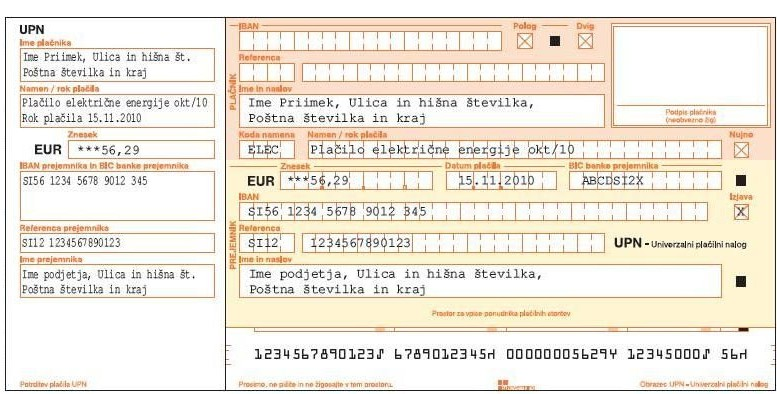 UPN
Ime plačnika
Ime Priimek, Ulica in hišna št.
Poštna številka in kraj
Namen / rok plačila
Plačilo električne energije okt/10
Rok plačila 15.11.2010
Znesek
EUR ***56,29
IBAN prejemnika in BIC banke prejemnika
SI56 1234 5678 9012 345
Referenca prejemnika
SI12 1234567890123
Ime prejemnika
Ime podjetja, Ulica in hišna št.
Poštna številka in kraj
Potrditev plačila UPN
PLAČNIK
IBAN
Polog
Dvig
Referenca
Ime in naslov
Ime Priimek, Ulica in hišna številka,
Poštna številka in kraj
Podpis plačnika
(neobvezno žig)
Koda namena
Namen / rok plačila
Nujno
ELEC
Plačilo električne energije okt/10
PREJEMNIK
Znesek
Datum plačila
BIC banke prejemnika
EUR ***56,29
15.11.2010
ABCDSI2X
IBAN
Izjava
SI56 1234 5678 9012 345
X
Referenca
SI12 1234567890123
UPN - Univerzalni plačilni nalog
Ime in naslov
Ime podjetja, Ulica in hišna številka,
Poštna številka in kraj
Prostor za vpise ponudnika plačilnih storitev
Prosimo, ne pišite in ne žigosajte v tem prostoru.
Obrazec UPN - Univerzalni plačilni nalog